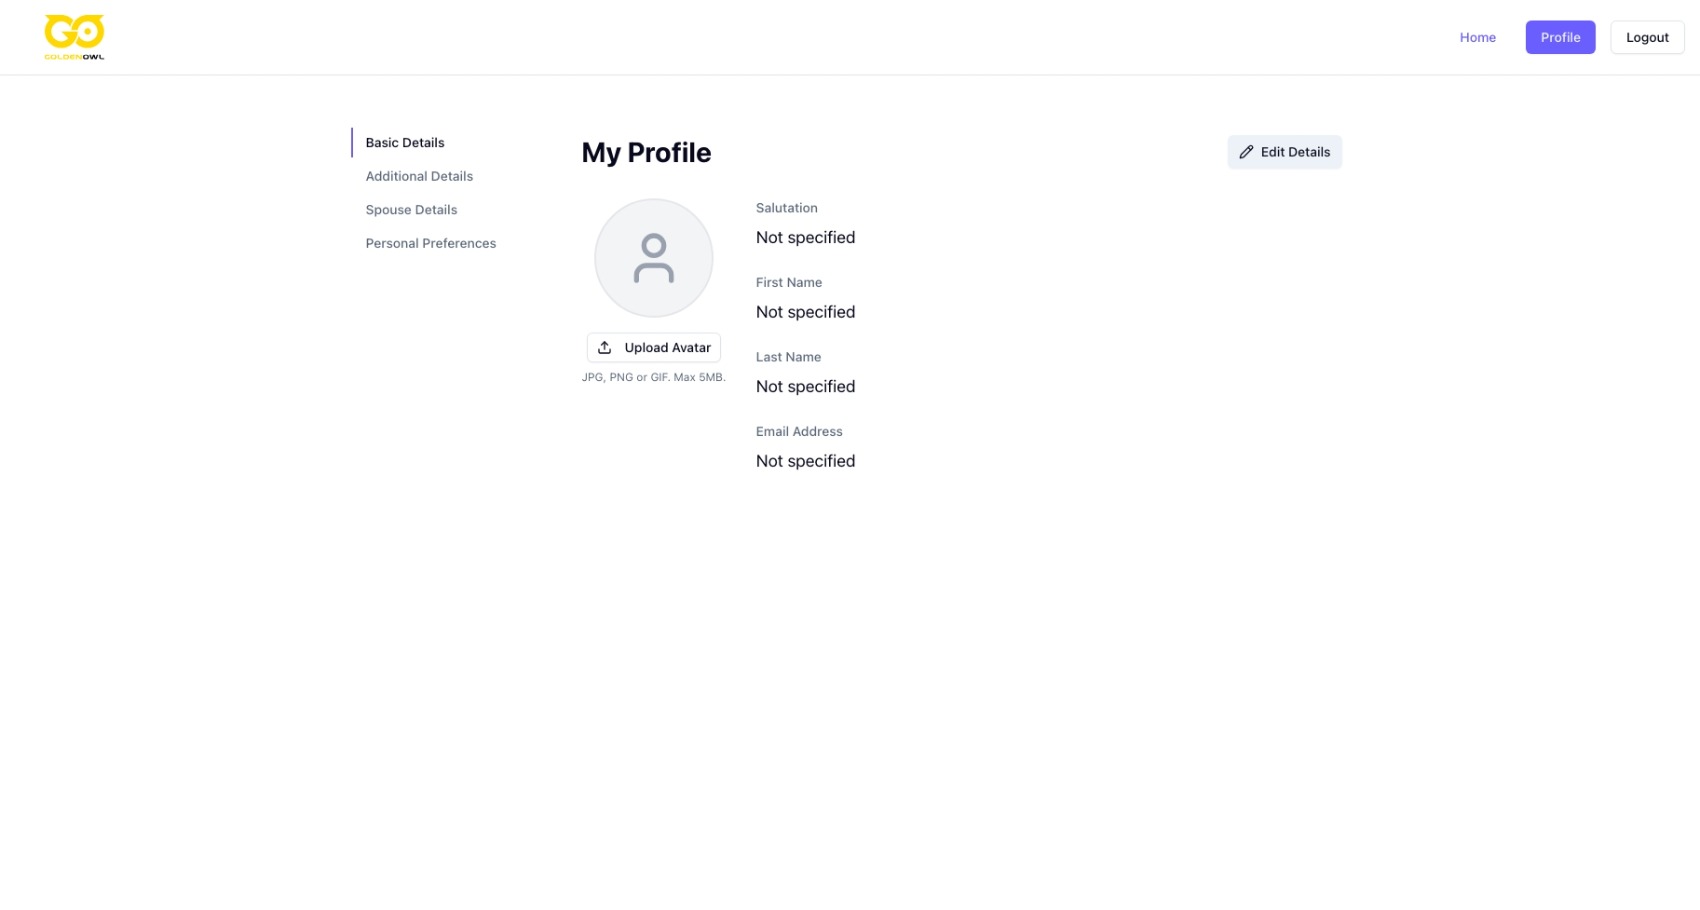 GO
GOLDENOWL
Home
Profile
Logout
Basic Details
Additional Details
Spouse Details
Personal Preferences
My Profile
Edit Details
Upload Avatar
JPG, PNG or GIF. Max 5MB.
Salutation
Not specified
First Name
Not specified
Last Name
Not specified
Email Address
Not specified